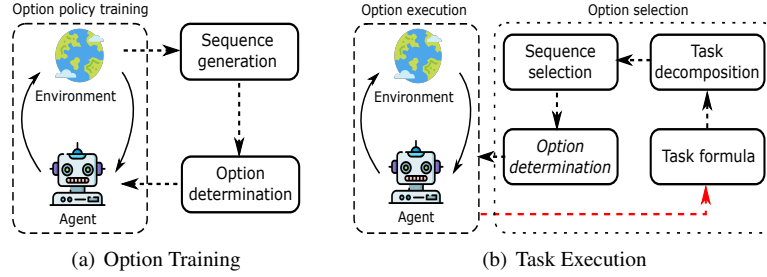 Option policy training
Environment
Agent
Sequence
generation
Option
determination
(a) Option Training
Option execution
Option selection
Environment
Agent
Sequence
selection
Task
decomposition
Option
determination
Task formula
(b) Task Execution